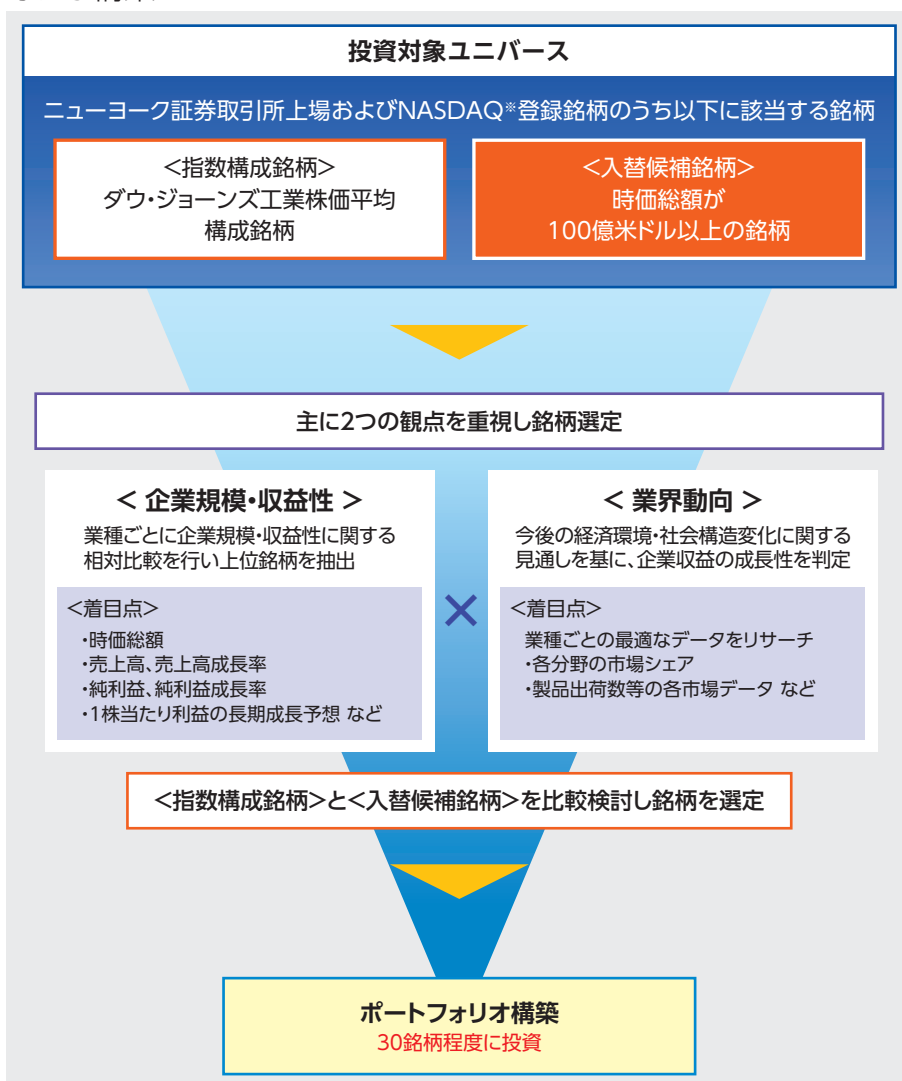 投資対象ユニバース
ニューヨーク証券取引所上場およびNASDAQ※登録銘柄のうち以下に該当する銘柄
<指数構成銘柄>
ダウ・ジョーンズ工業株価平均
構成銘柄
<入替候補銘柄>
時価総額が
100億米ドル以上の銘柄
主に2つの観点を重視し銘柄選定
< 企業規模・収益性 >
業種ごとに企業規模・収益性に関する
相対比較を行い上位銘柄を抽出
<着目点>
・時価総額
・売上高、売上高成長率
・純利益、純利益成長率
・1株当たり利益の長期成長予想 など
×
< 業界動向 >
今後の経済環境・社会構造変化に関する
見通しを基に、企業収益の成長性を判定
<着目点>
業種ごとの最適なデータをリサーチ
・各分野の市場シェア
・製品出荷数等の各市場データ など
<指数構成銘柄>と<入替候補銘柄>を比較検討し銘柄を選定
ポートフォリオ構築
30銘柄程度に投資